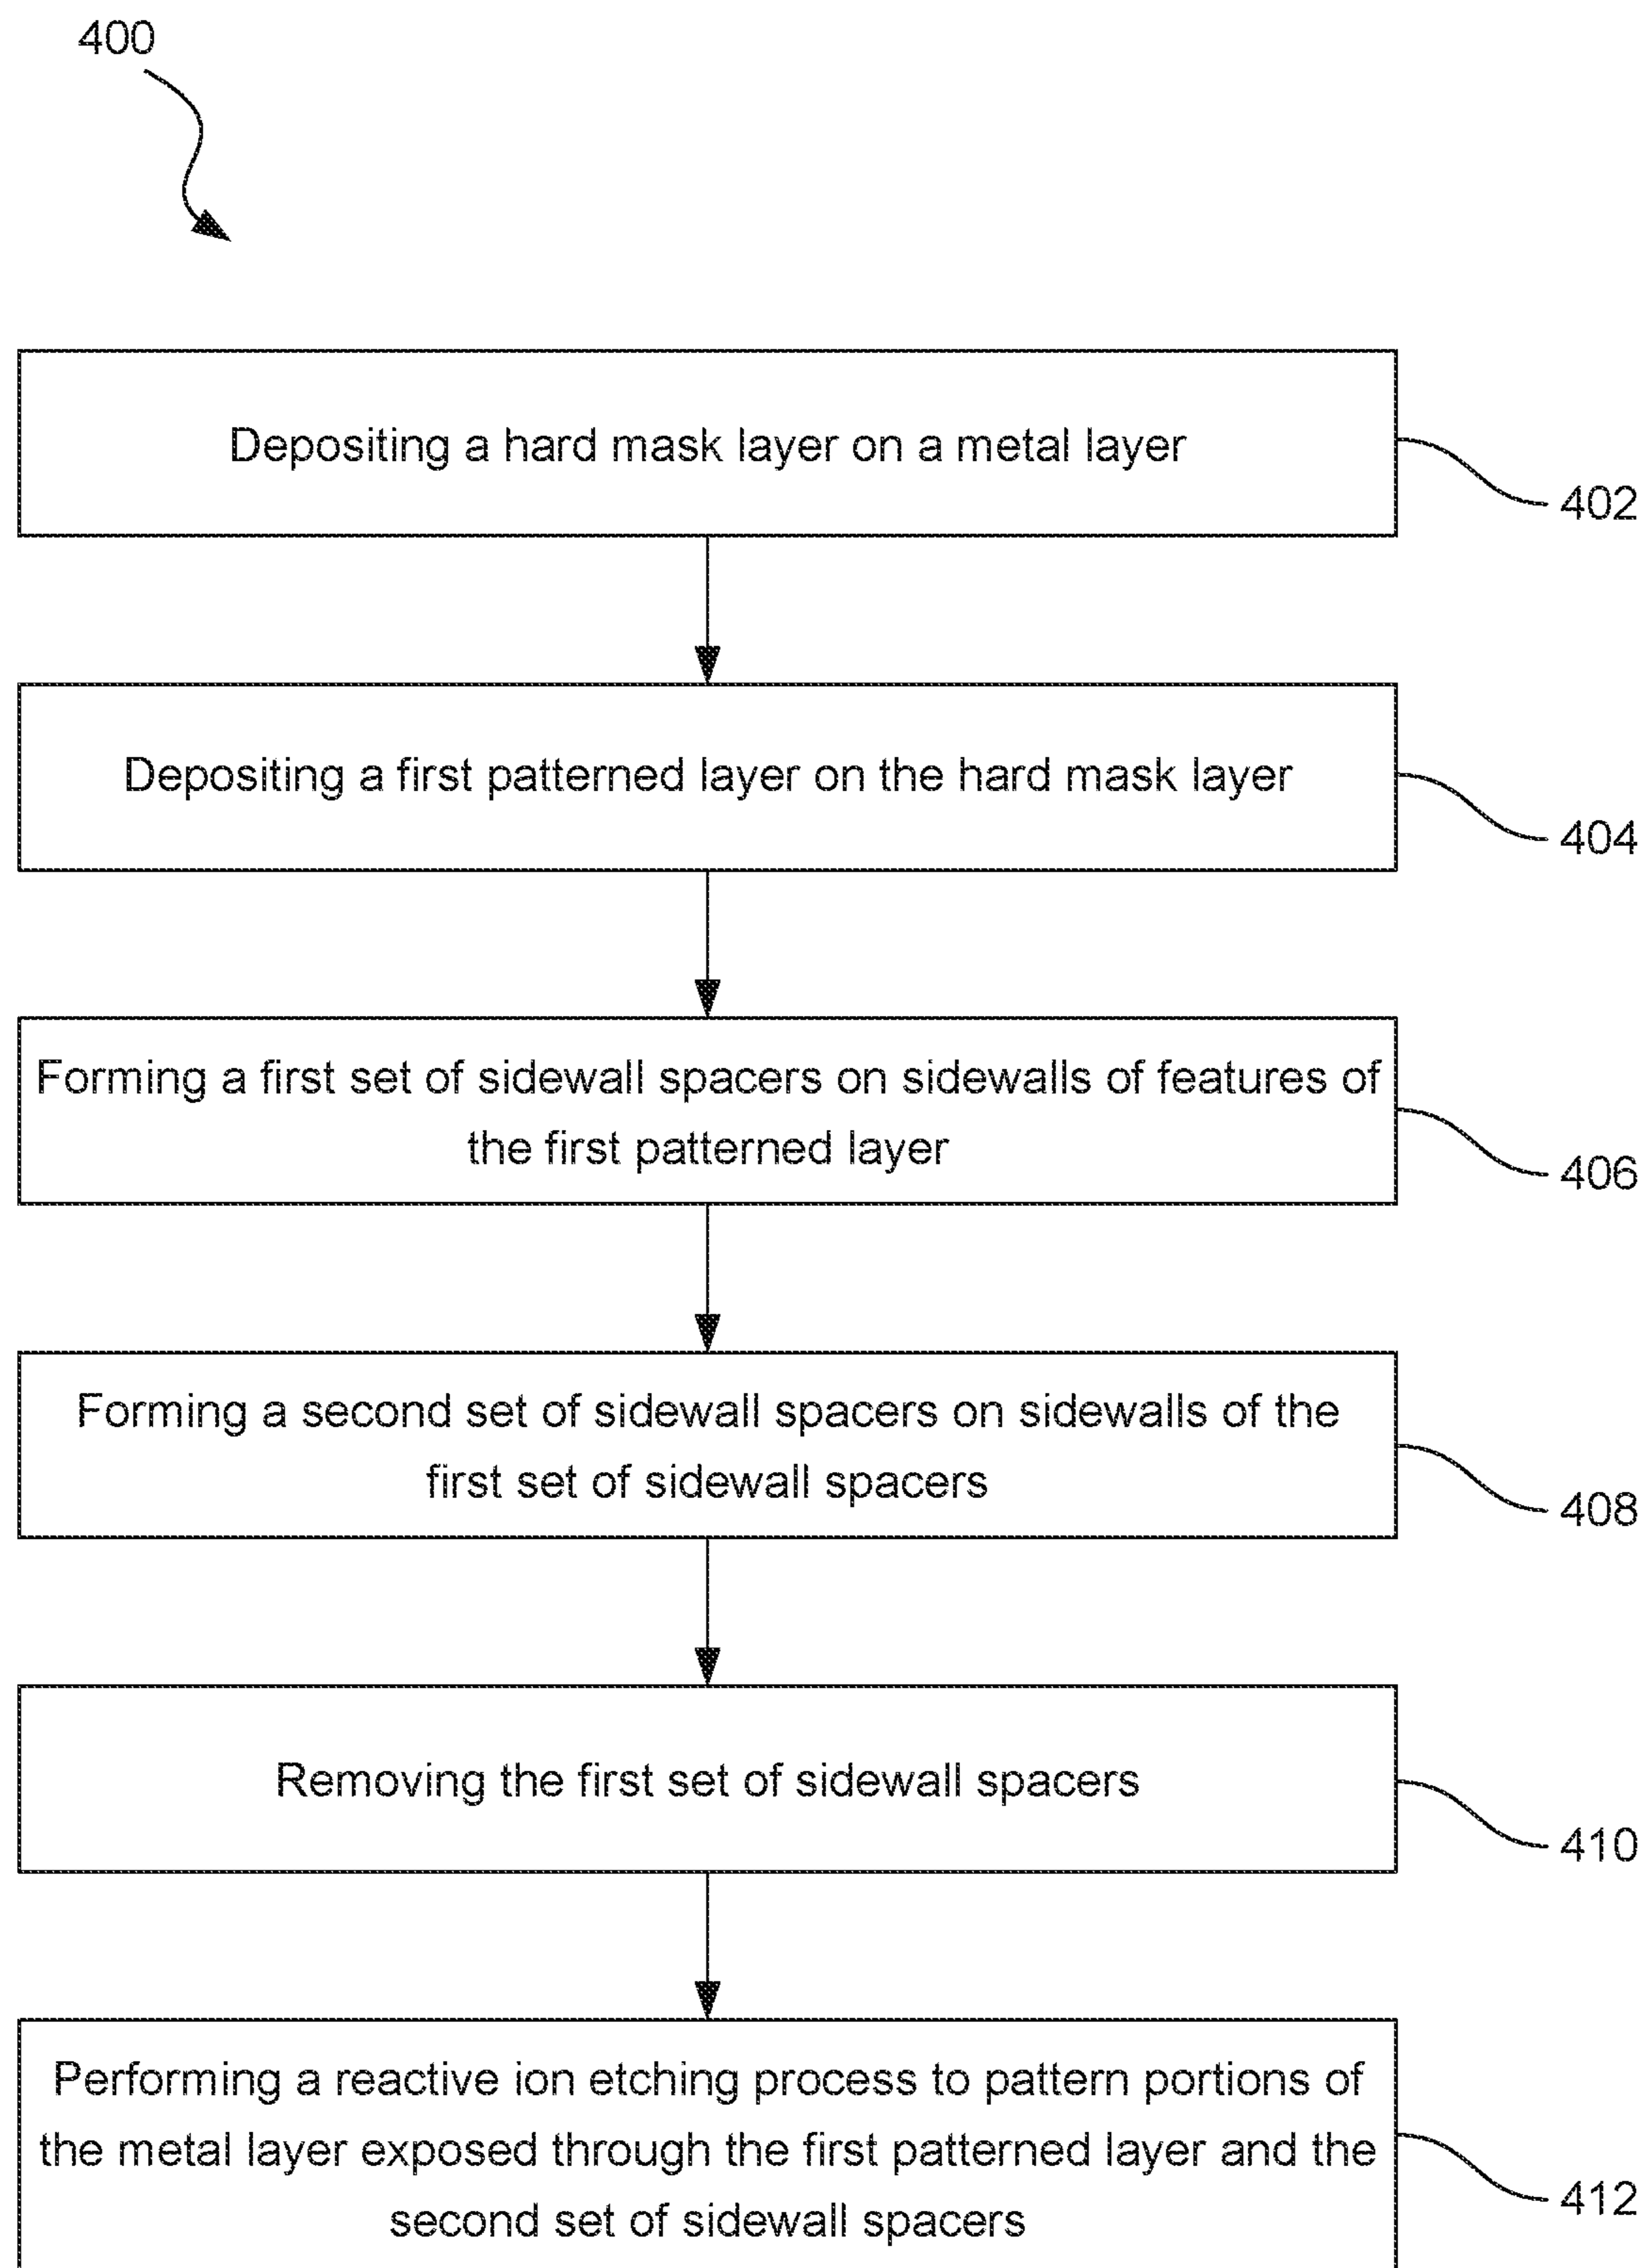 400
Depositing a hard mask layer on a metal layer
402
Depositing a first patterned layer on the hard mask layer
404
Forming a first set of sidewall spacers on sidewalls of features of
the first patterned layer
406
Forming a second set of sidewall spacers on sidewalls of the
first set of sidewall spacers
408
Removing the first set of sidewall spacers
410
Performing a reactive ion etching process to pattern portions of
the metal layer exposed through the first patterned layer and the
second set of sidewall spacers
412